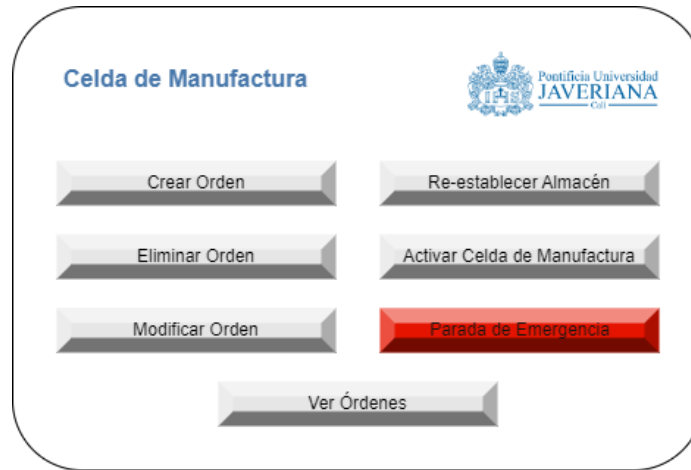 Celda de Manufactura
Pontificia Universidad
JAVERIANA
Cali
Crear Orden
Re-establecer Almacén
Eliminar Orden
Activar Celda de Manufactura
Modificar Orden
Parada de Emergencia
Ver Órdenes